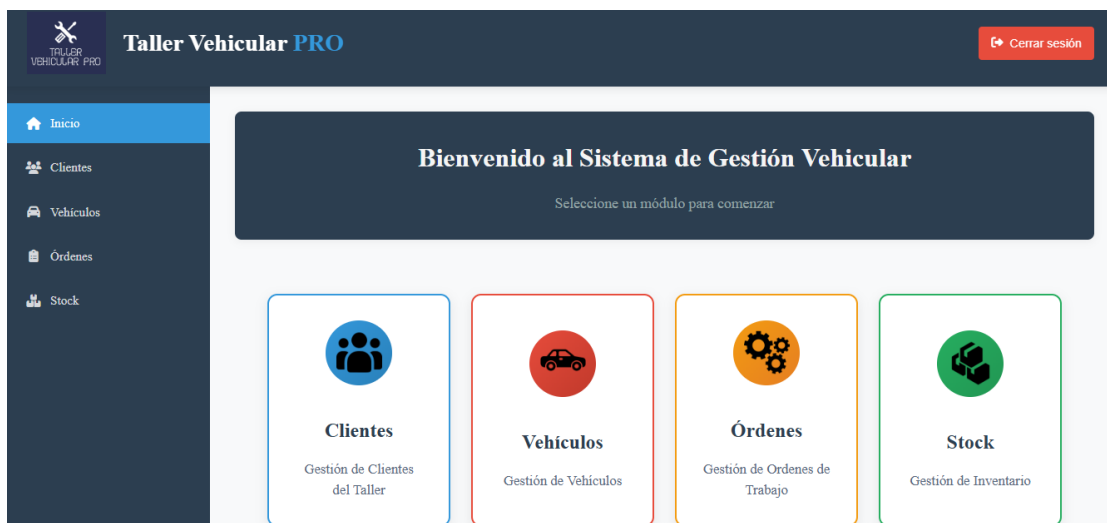 TALLER
VEHICULAR PRO
Taller Vehicular PRO
Cerrar sesión
Inicio
Clientes
Vehículos
Órdenes
Stock
Bienvenido al Sistema de Gestión Vehicular
Seleccione un módulo para comenzar
Clientes
Gestión de Clientes
del Taller
Vehículos
Gestión de Vehículos
Órdenes
Gestión de Ordenes de
Trabajo
Stock
Gestión de Inventario